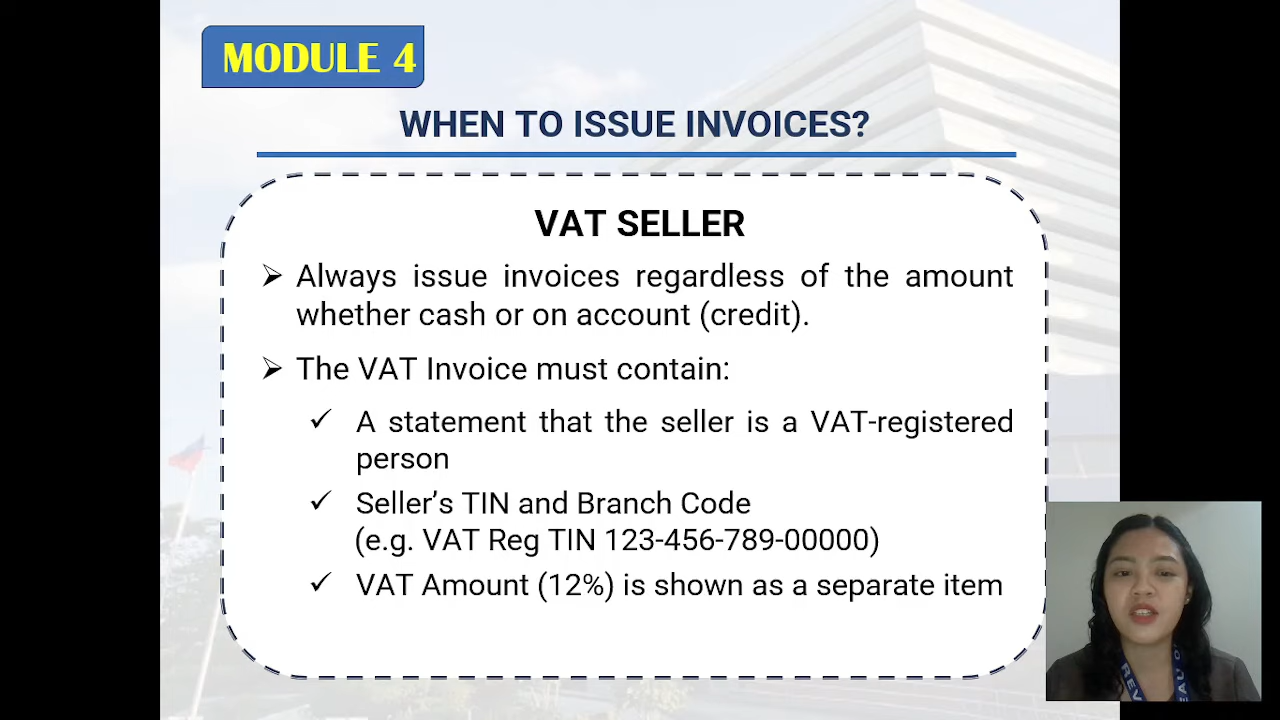 MODULE 4
WHEN TO ISSUE INVOICES?
VAT SELLER
➢ Always issue invoices regardless of the amount
whether cash or on account (credit).
➢ The VAT Invoice must contain:
✓ A statement that the seller is a VAT-registered
person
✓ Seller's TIN and Branch Code
(e.g. VAT Reg TIN 123-456-789-00000)
✓ VAT Amount (12%) is shown as a separate item